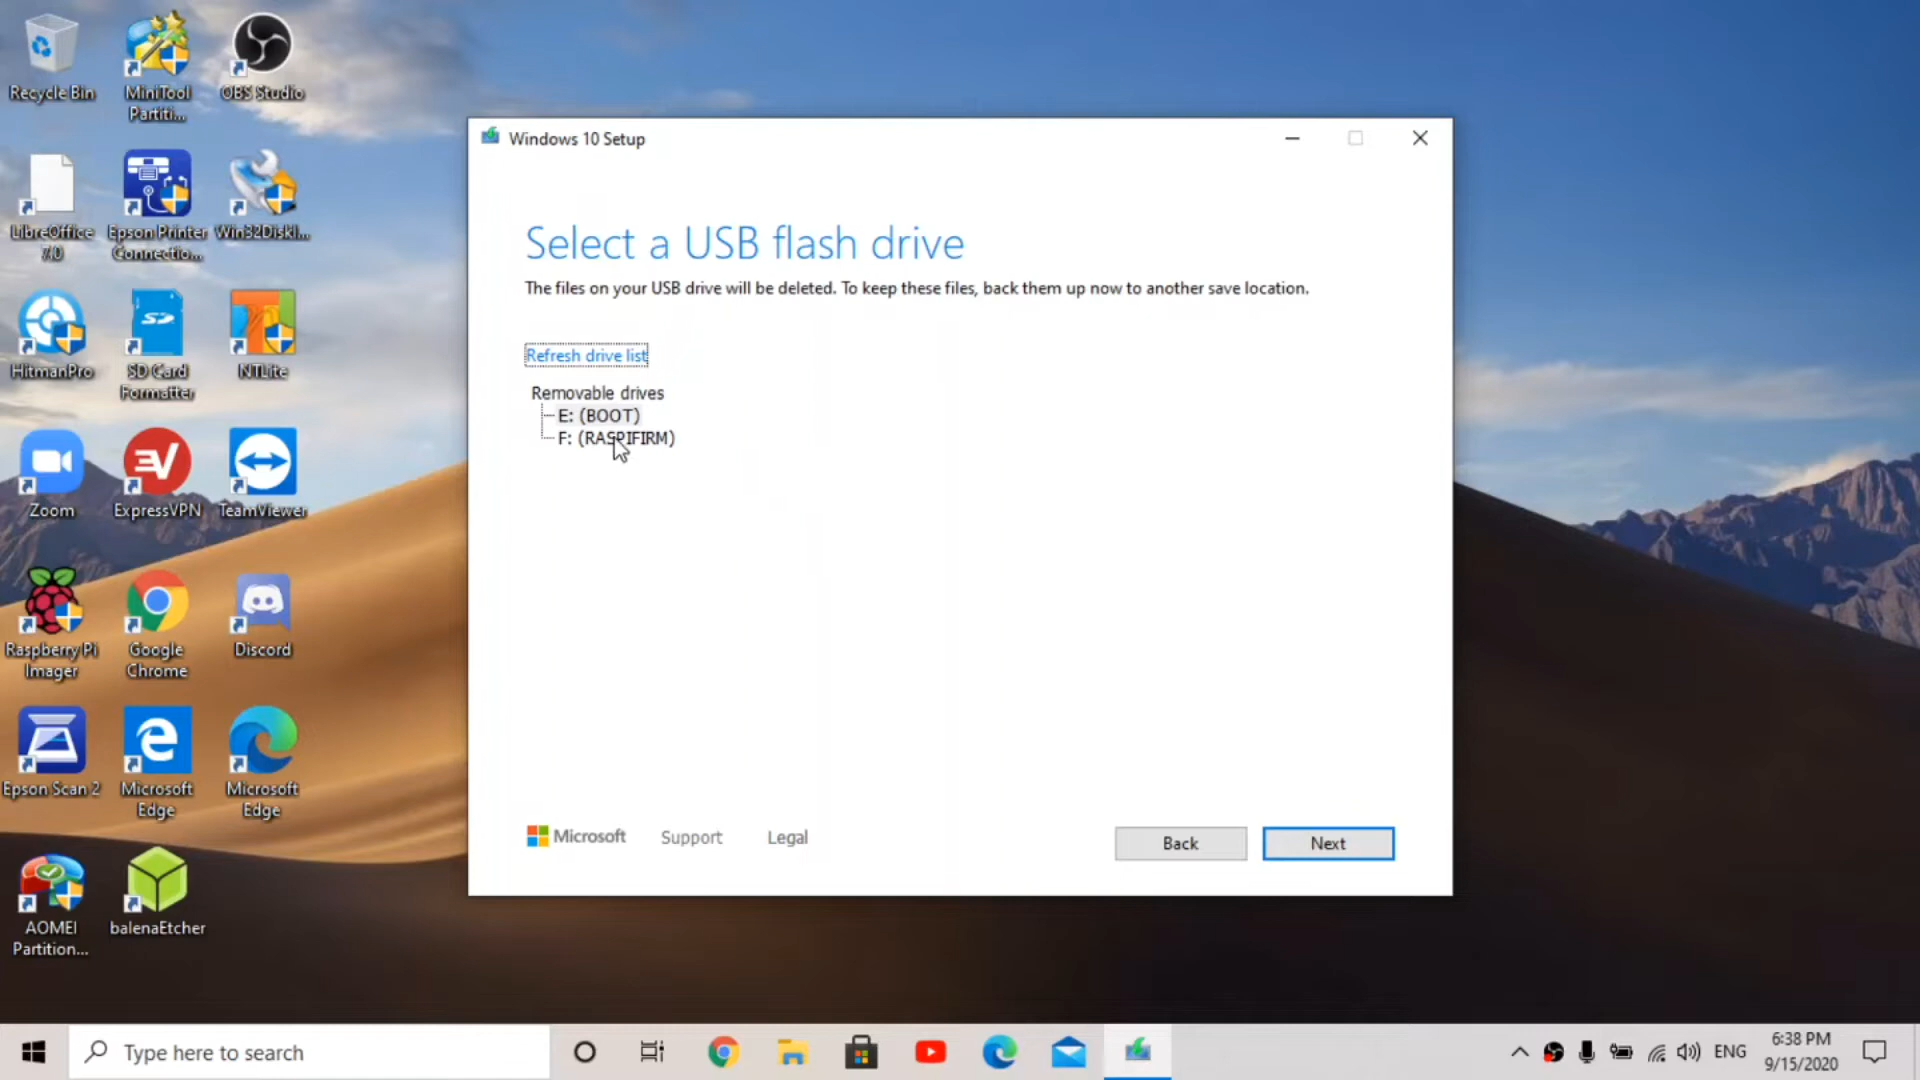 Recycle Bin
MiniTool
Partiti...
OBS Studio
LibreOffice
7.0
Epson Printer
Connectio...
Win32DiskI...
HitmanPro
SD Card
Formatter
NTLite
Zoom
ExpressVPN
TeamViewer
Raspberry Pi
Imager
Google
Chrome
Discord
Epson Scan 2
Microsoft
Edge
Microsoft
Edge
AOMEI
Partition...
balenaEtcher
Windows 10 Setup
Select a USB flash drive
The files on your USB drive will be deleted. To keep these files, back them up now to another save location.
Refresh drive list
Removable drives
E: (BOOT)
F: (RASPIFIRM)
Microsoft
Support
Legal
Back
Next
Type here to search
ENG
6:38 PM
9/15/2020